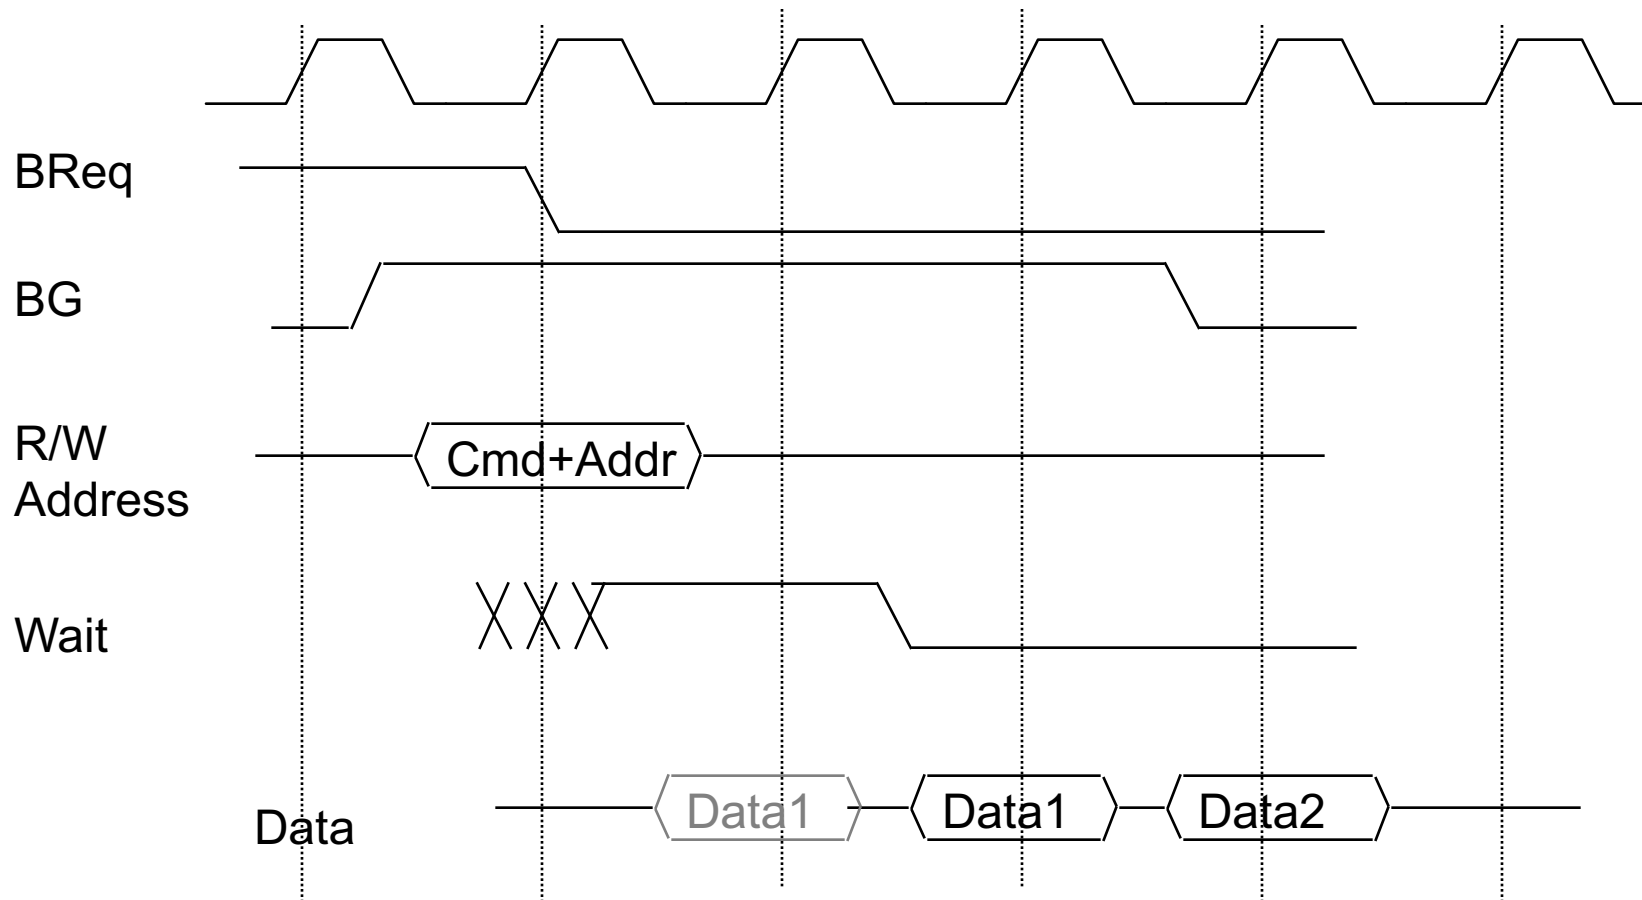 BReq
BG
R/W
Address
Cmd+Addr
Wait
Data
Data1
Data1
Data2